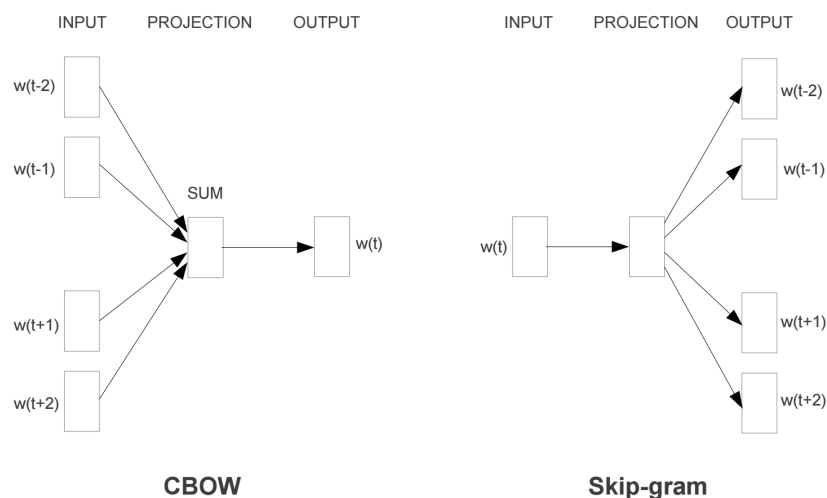 INPUT PROJECTION OUTPUT
w(t-2)
w(t-1)
SUM
w(t)
w(t+1)
w(t+2)
CBOW
INPUT PROJECTION OUTPUT
w(t-2)
w(t-1)
w(t)
w(t+1)
w(t+2)
Skip-gram